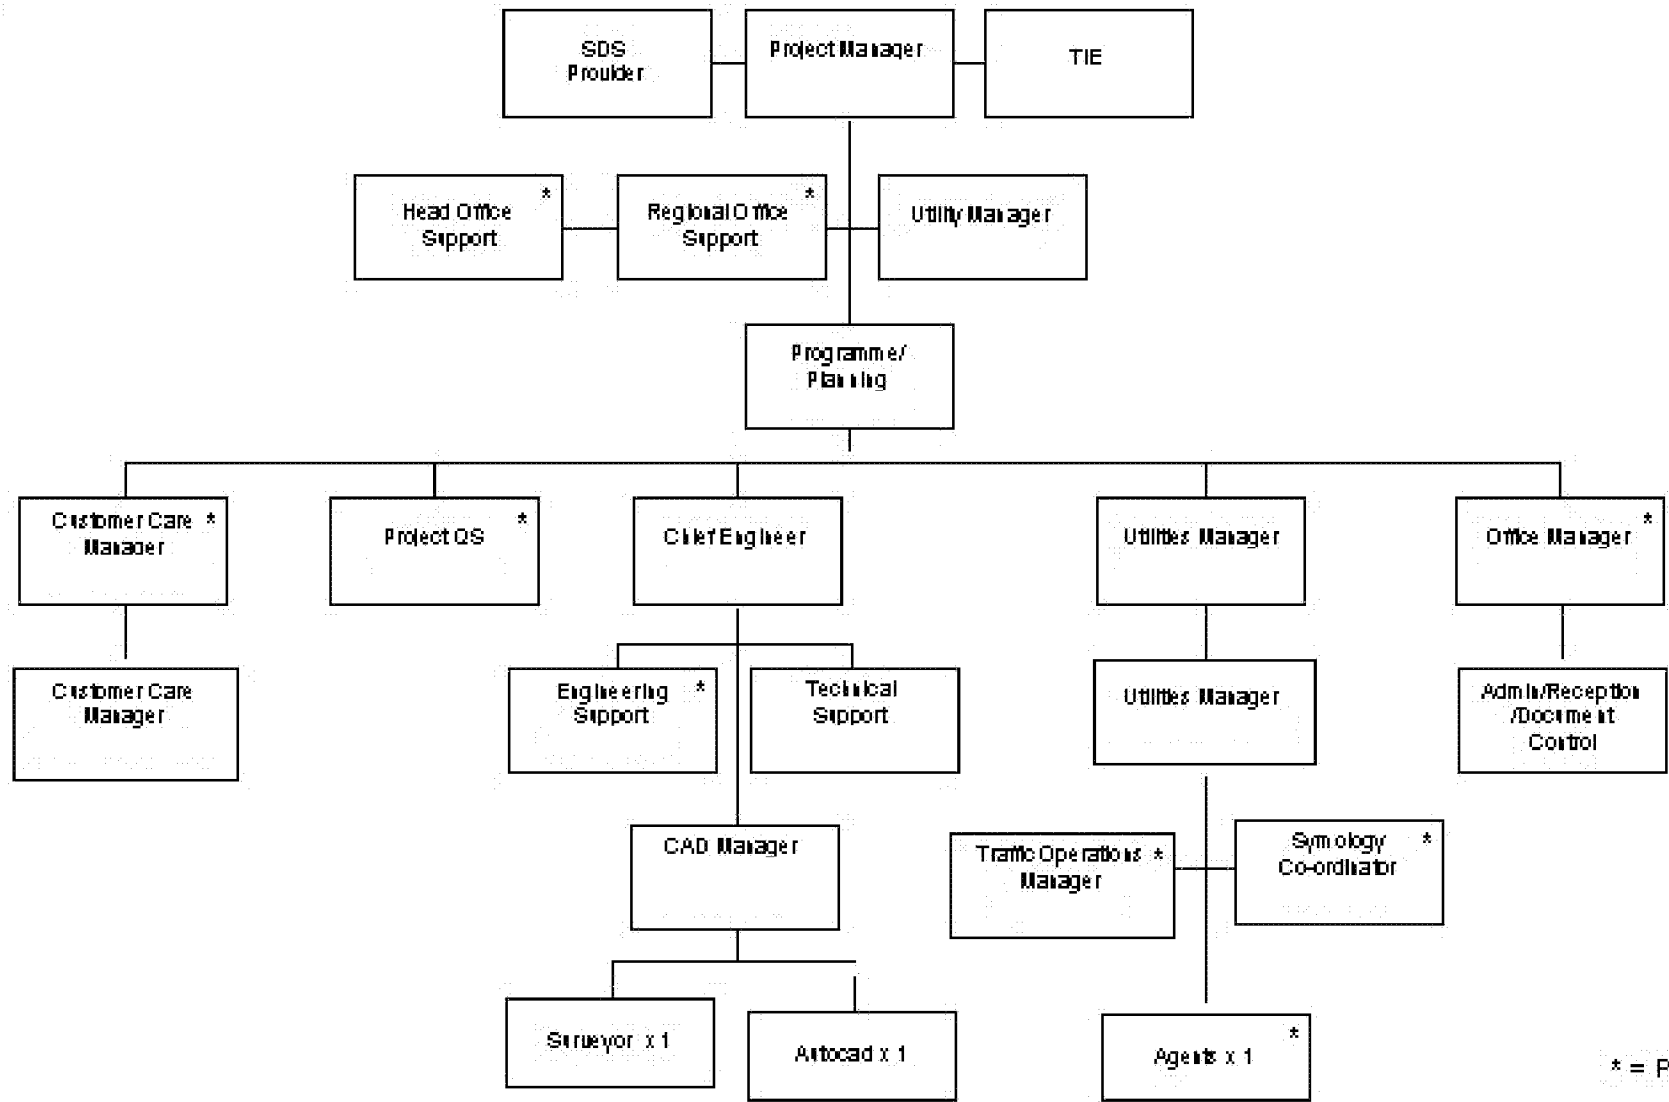 SDS
Provider
Project Manager
TIE
Head Office
Support
*
Regional Office
Support
*
Utility Manager
Programme/
Planning
Customer Care *
Manager
Project QS
*
Chief Engineer
Utilities Manager
Office Manager
*
Customer Care
Manager
Engineering *
Support
Technical
Support
Utilities Manager
Admin/Reception
/Document
Control
CAD Manager
Traffic Operations *
Manager
Symology *
Co-ordinator
Surveyor x 1
Autocad x 1
Agents x 1
*
* = P